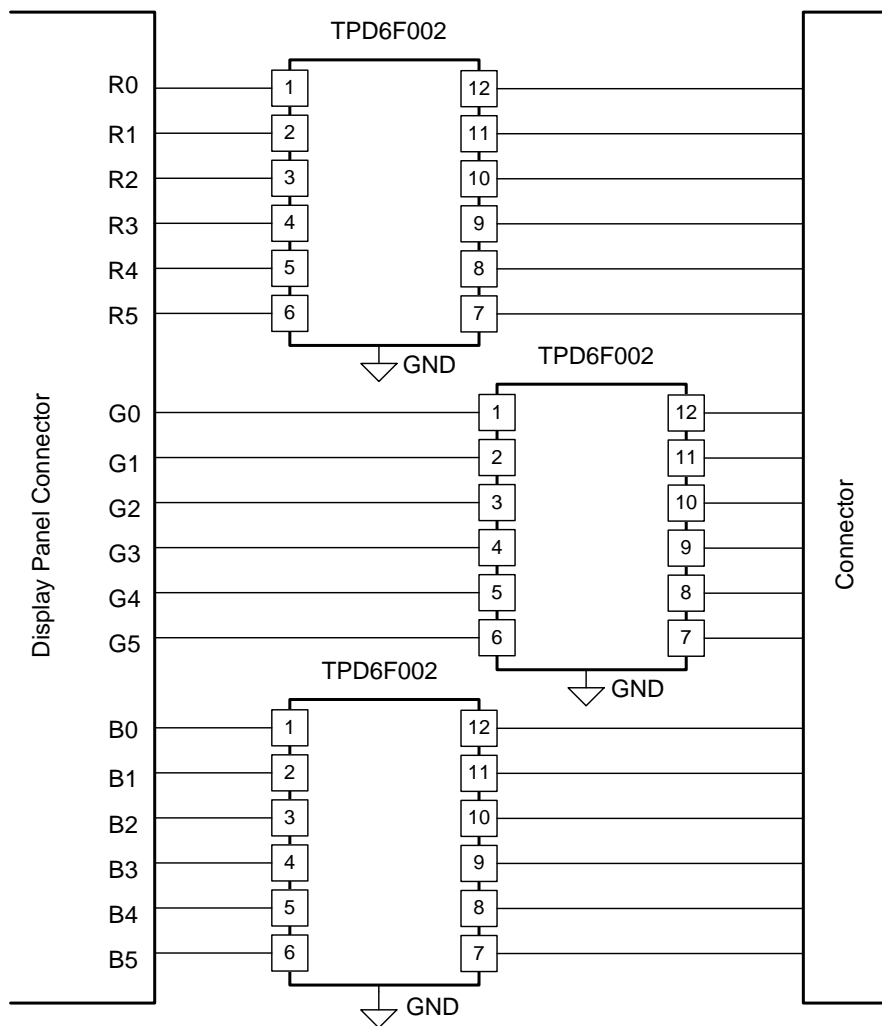 TPD6F002
R0 1 12
R1 2 11
R2 3 10
R3 4 9
R4 5 8
R5 6 7
GND
TPD6F002
G0 1 12
G1 2 11
G2 3 10
G3 4 9
G4 5 8
G5 6 7
GND
TPD6F002
B0 1 12
B1 2 11
B2 3 10
B3 4 9
B4 5 8
B5 6 7
GND
Display Panel Connector
Connector